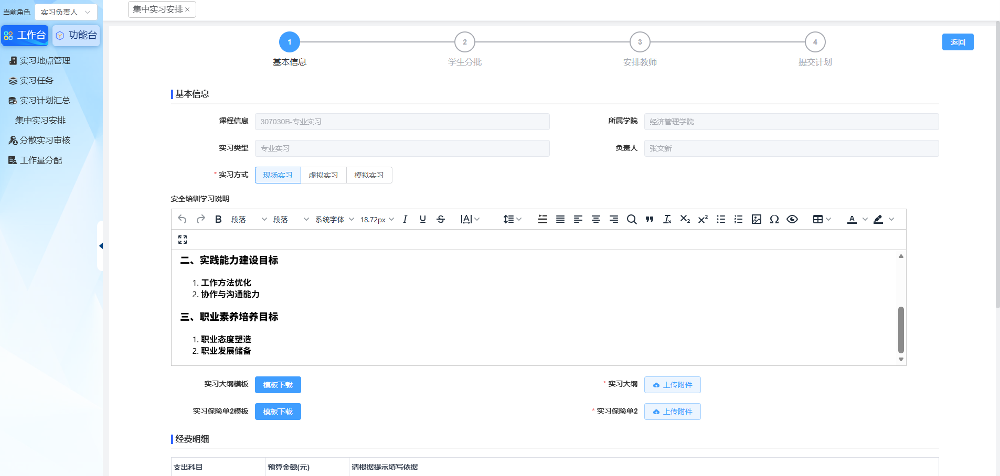 当前角色
实习负责人
集中实习安排×
工作台
功能台
实习地点管理
实习任务
实习计划汇总
集中实习安排
分散实习审核
工作量分配
1
2
3
4
基本信息
学生分批
安排教师
提交计划
返回
基本信息
课程信息
307030B-专业实习
所属学院
经济管理学院
实习类型
专业实习
负责人
张文新
* 实习方式
现场实习
虚拟实习
模拟实习
安全培训学习说明
B 段落 段落 系统字体 18.72px I U S
二、实践能力建设目标
1. 工作方法优化
2. 协作与沟通能力
三、职业素养培养目标
1. 职业态度塑造
2. 职业发展储备
实习大纲模板
模板下载
* 实习大纲
上传附件
实习保险单2模板
模板下载
* 实习保险单2
上传附件
经费明细
支出科目
预算金额(元)
请根据提示填写依据